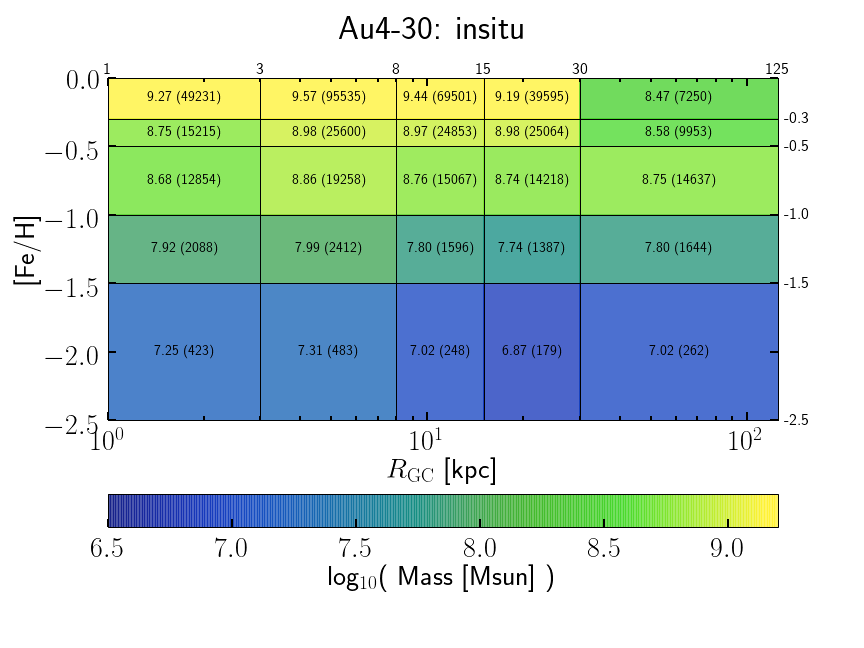 Au4-30: insitu
1 3 8 15 30 125
0.0
9.27 (49231) 9.57 (95535) 9.44 (69501) 9.19 (39595) 8.47 (7250)
-0.3
8.75 (15215) 8.98 (25600) 8.97 (24853) 8.98 (25064) 8.58 (9953)
−0.5 -0.5
8.68 (12854) 8.86 (19258) 8.76 (15067) 8.74 (14218) 8.75 (14637)
−1.0 -1.0
[Fe/H]
7.92 (2088) 7.99 (2412) 7.80 (1596) 7.74 (1387) 7.80 (1644)
−1.5 -1.5
−2.0 7.25 (423) 7.31 (483) 7.02 (248) 6.87 (179) 7.02 (262)
−2.5 -2.5
10⁰ 10¹ 10²
R_GC [kpc]
6.5 7.0 7.5 8.0 8.5 9.0
log₁₀( Mass [Msun] )